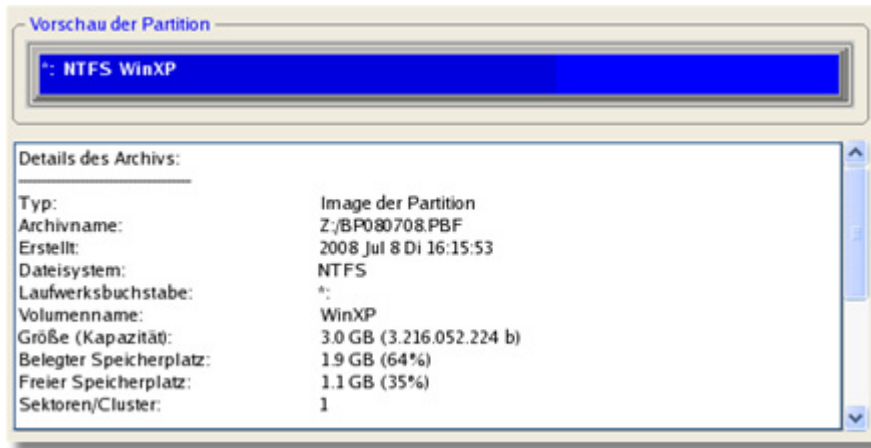 Vorschau der Partition
*: NTFS WinXP
Details des Archivs:
Typ: Image der Partition
Archivname: Z:/BP080708.PBF
Erstellt: 2008 Jul 8 Di 16:15:53
Dateisystem: NTFS
Laufwerksbuchstabe: *:
Volumenname: WinXP
Größe (Kapazität): 3.0 GB (3.216.052.224 b)
Belegter Speicherplatz: 1.9 GB (64%)
Freier Speicherplatz: 1.1 GB (35%)
Sektoren/Cluster: 1